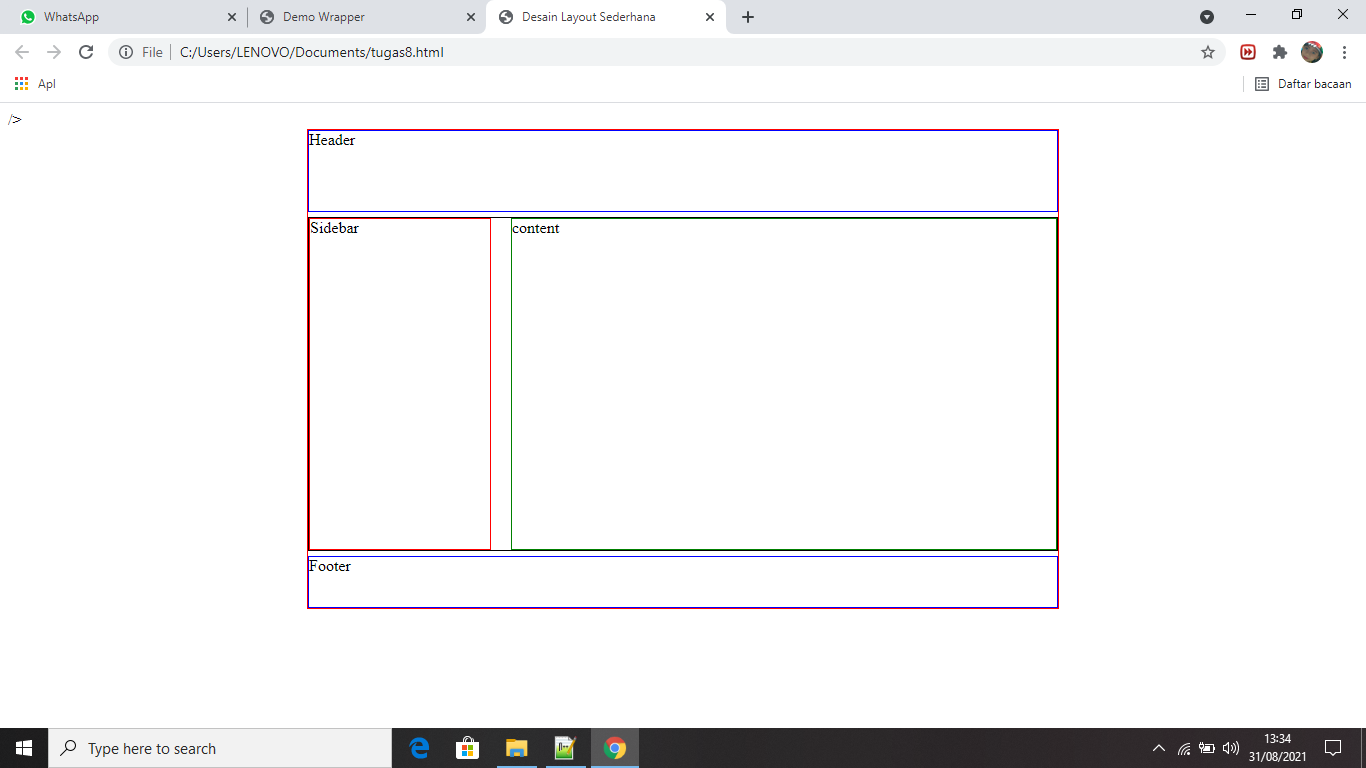 WhatsApp
Demo Wrapper
Desain Layout Sederhana
File
C:/Users/LENOVO/Documents/tugas8.html
Apl
Daftar bacaan
/>
Header
Sidebar
content
Footer
Type here to search
13:34
31/08/2021